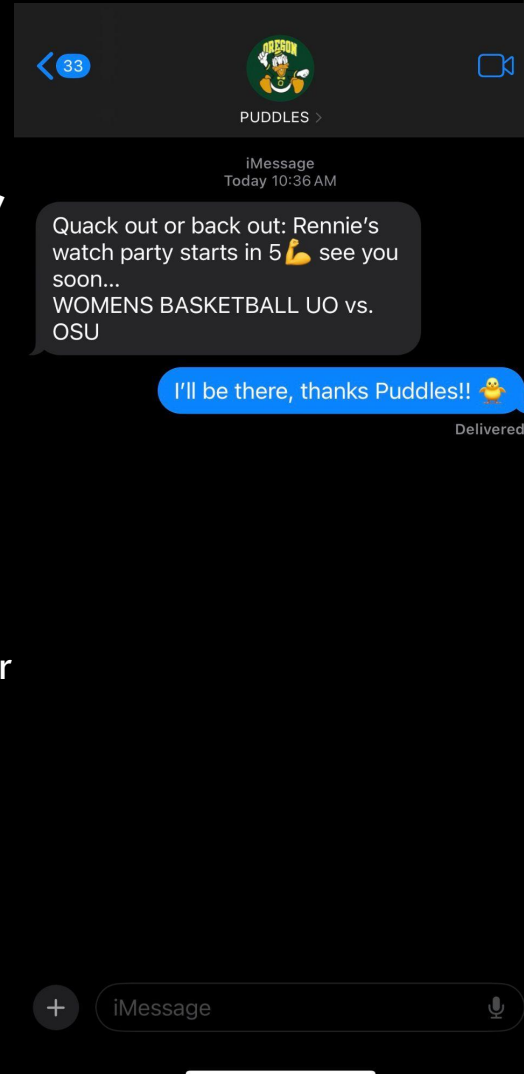 33
OREGON
PUDDLES >
iMessage
Today 10:36 AM
Quack out or back out: Rennie’s
watch party starts in 5💪 see you
soon...
WOMENS BASKETBALL UO vs.
OSU
I’ll be there, thanks Puddles!! 🐥
Delivered
r
iMessage